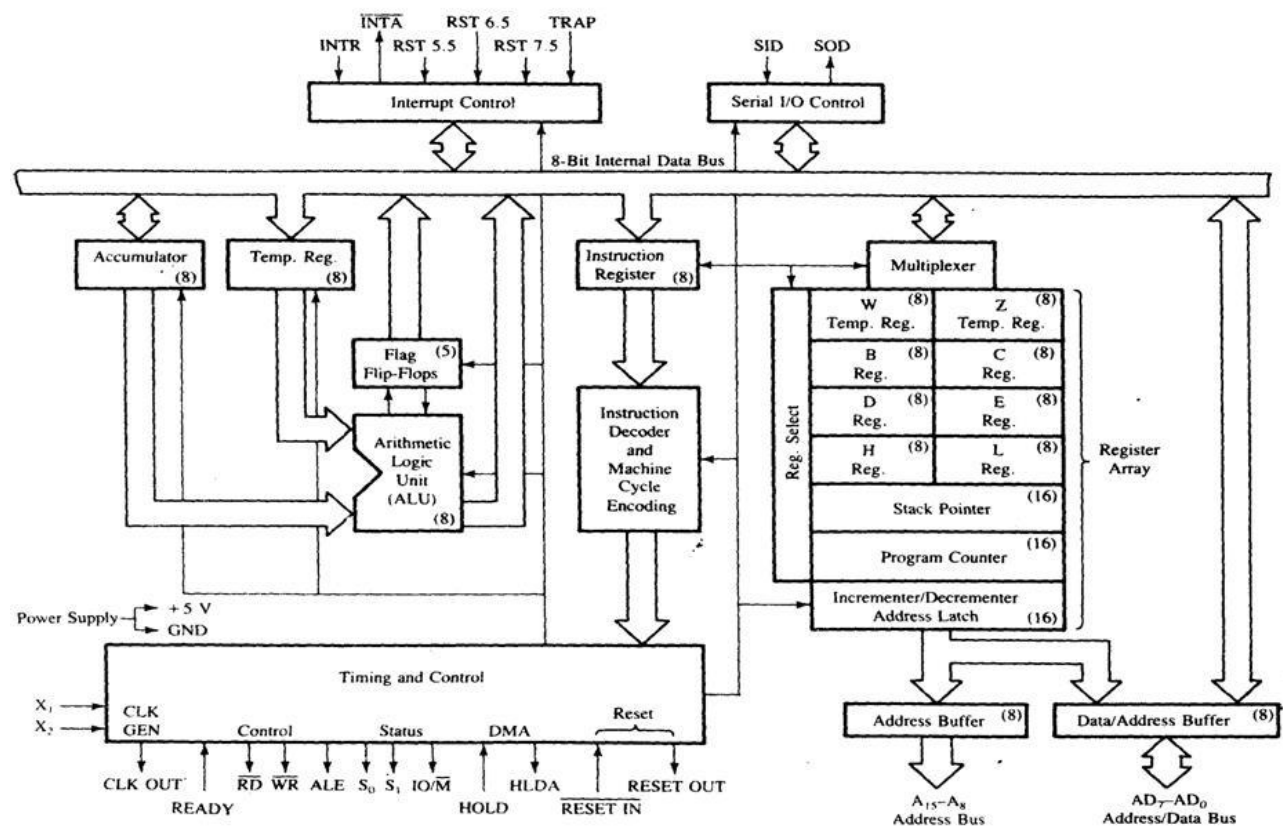 INTR
I̅N̅T̅A̅
RST 5.5
RST 6.5
RST 7.5
TRAP
SID
SOD
Interrupt Control
Serial I/O Control
8-Bit Internal Data Bus
Accumulator
(8)
Temp. Reg.
(8)
Instruction
Register
(8)
Multiplexer
Flag
Flip-Flops
(5)
Arithmetic
Logic
Unit
(ALU)
(8)
Instruction
Decoder
and
Machine
Cycle
Encoding
Reg. Select
W (8)
Temp. Reg.
Z (8)
Temp. Reg.
B (8)
Reg.
C (8)
Reg.
D (8)
Reg.
E (8)
Reg.
H (8)
Reg.
L (8)
Reg.
(16)
Stack Pointer
(16)
Program Counter
Incrementer/Decrementer
Address Latch (16)
Register
Array
Power Supply
+5 V
GND
Timing and Control
X₁
X₂
CLK
GEN
Control
Status
DMA
Reset
CLK OUT
READY
R̅D̅
W̅R̅
ALE
S₀
S₁
IO/M̅
HOLD
HLDA
R̅E̅S̅E̅T̅ I̅N̅
RESET OUT
Address Buffer (8)
Data/Address Buffer (8)
A₁₅–A₈
Address Bus
AD₇–AD₀
Address/Data Bus